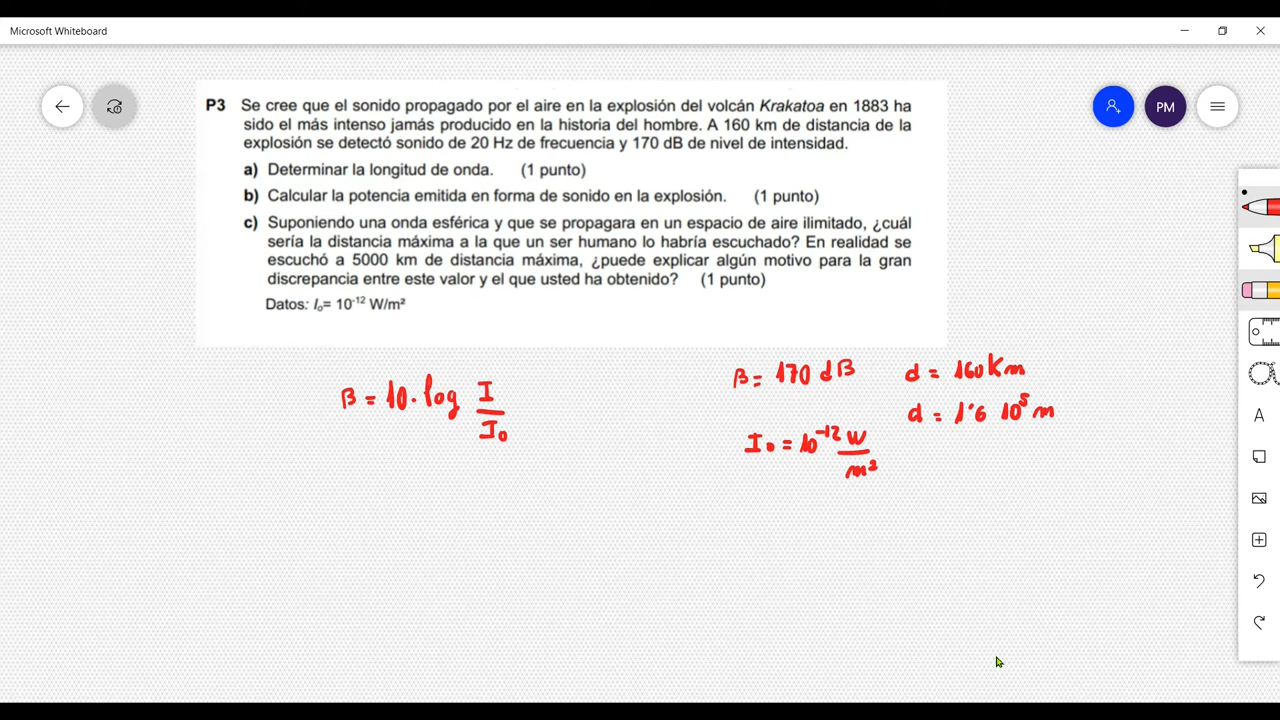 Microsoft Whiteboard
PM
P3 Se cree que el sonido propagado por el aire en la explosión del volcán Krakatoa en 1883 ha
sido el más intenso jamás producido en la historia del hombre. A 160 km de distancia de la
explosión se detectó sonido de 20 Hz de frecuencia y 170 dB de nivel de intensidad.
a) Determinar la longitud de onda. (1 punto)
b) Calcular la potencia emitida en forma de sonido en la explosión. (1 punto)
c) Suponiendo una onda esférica y que se propagara en un espacio de aire ilimitado, ¿cuál
sería la distancia máxima a la que un ser humano lo habría escuchado? En realidad se
escuchó a 5000 km de distancia máxima, ¿puede explicar algún motivo para la gran
discrepancia entre este valor y el que usted ha obtenido? (1 punto)
Datos: I₀= 10⁻¹² W/m²
β = 10 · log I / I₀
β = 170 dB d = 160 Km
d = 1'6 10⁵ m
I₀ = 10⁻¹² W / m²
A